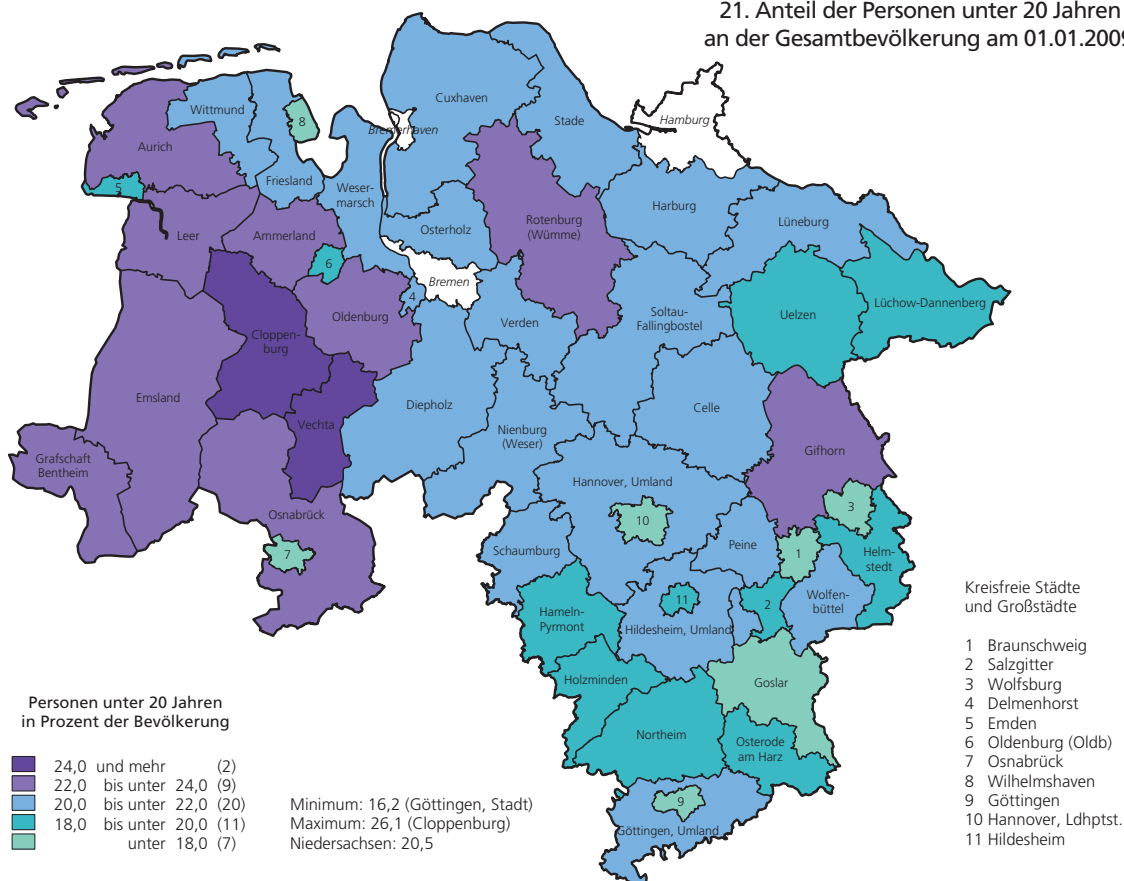 21. Anteil der Personen unter 20 Jahren
an der Gesamtbevölkerung am 01.01.2009
Cuxhaven
Wittmund
8
Stade
Hamburg
Bremerhaven
Aurich
Friesland
5
Weser-
marsch
Harburg
Rotenburg
(Wümme)
Lüneburg
Osterholz
Leer
Ammerland
6
Bremen
4
Lüchow-Dannenberg
Uelzen
Oldenburg
Soltau-
Fallingbostel
Verden
Cloppen-
burg
Emsland
Diepholz
Celle
Vechta
Nienburg
(Weser)
Gifhorn
Grafschaft
Bentheim
Hannover, Umland
Osnabrück
3
10
7
Schaumburg
Peine
1
Helm-
stedt
Wolfen-
büttel
2
11
Hameln-
Pyrmont
Hildesheim, Umland
Holzminden
Goslar
Northeim
Osterode
am Harz
9
Göttingen, Umland
Kreisfreie Städte
und Großstädte
1 Braunschweig
2 Salzgitter
3 Wolfsburg
4 Delmenhorst
5 Emden
6 Oldenburg (Oldb)
7 Osnabrück
8 Wilhelmshaven
9 Göttingen
10 Hannover, Ldhptst.
11 Hildesheim
Personen unter 20 Jahren
in Prozent der Bevölkerung
24,0 und mehr (2)
22,0 bis unter 24,0 (9)
20,0 bis unter 22,0 (20)
18,0 bis unter 20,0 (11)
unter 18,0 (7)
Minimum: 16,2 (Göttingen, Stadt)
Maximum: 26,1 (Cloppenburg)
Niedersachsen: 20,5